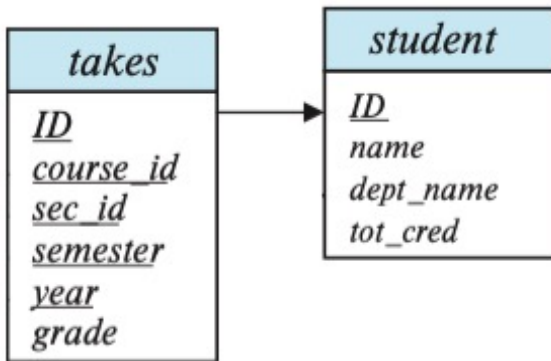 takes
ID
course_id
sec_id
semester
year
grade
student
ID
name
dept_name
tot_cred